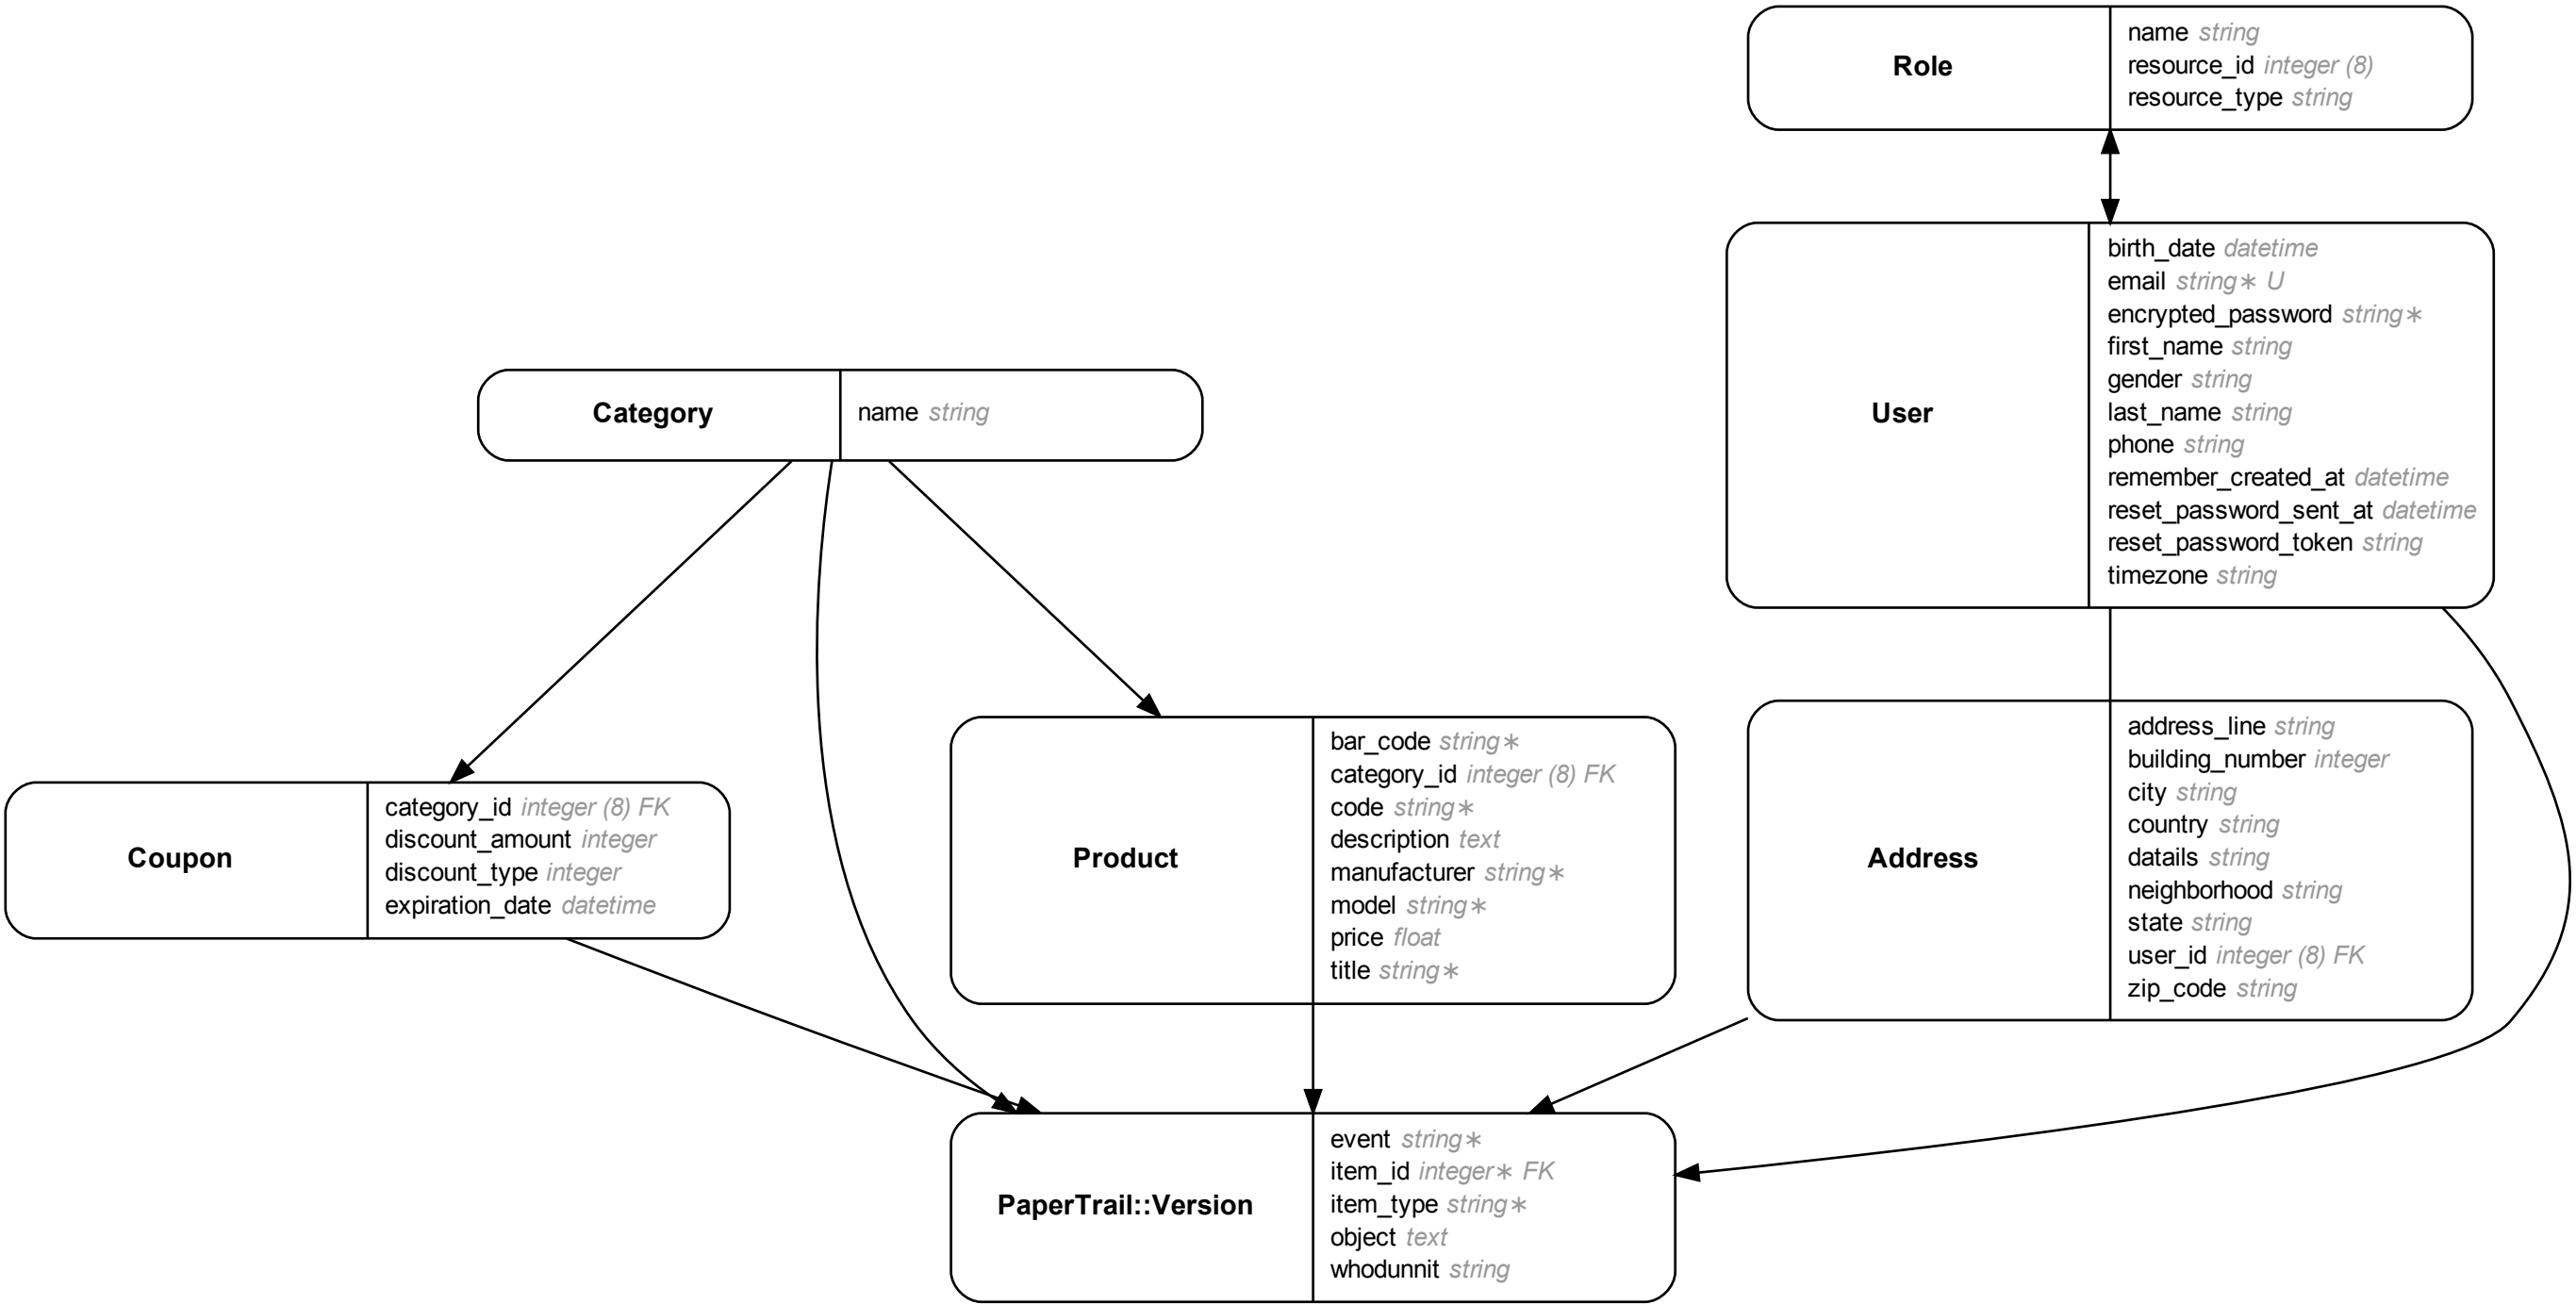 Role
name string
resource_id integer (8)
resource_type string
User
birth_date datetime
email string∗ U
encrypted_password string∗
first_name string
gender string
last_name string
phone string
remember_created_at datetime
reset_password_sent_at datetime
reset_password_token string
timezone string
Category
name string
Coupon
category_id integer (8) FK
discount_amount integer
discount_type integer
expiration_date datetime
Product
bar_code string∗
category_id integer (8) FK
code string∗
description text
manufacturer string∗
model string∗
price float
title string∗
Address
address_line string
building_number integer
city string
country string
datails string
neighborhood string
state string
user_id integer (8) FK
zip_code string
PaperTrail::Version
event string∗
item_id integer∗ FK
item_type string∗
object text
whodunnit string